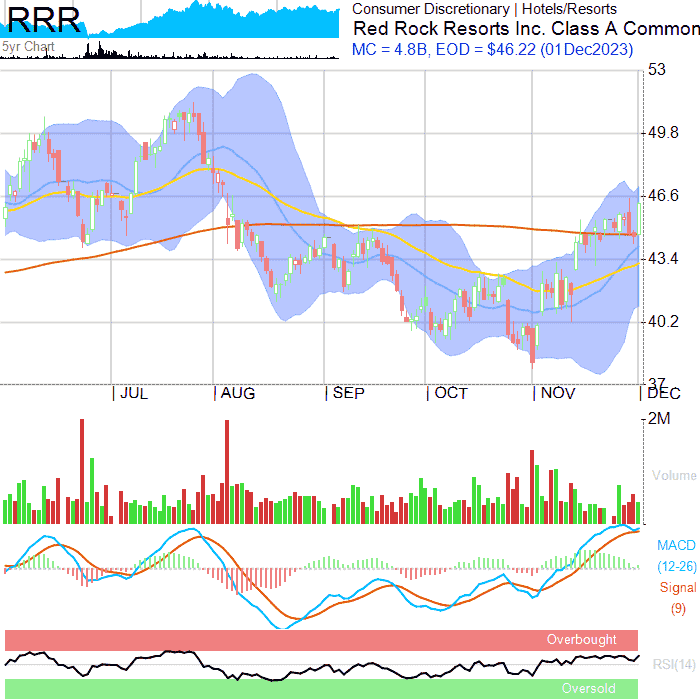 RRR
5yr Chart
Consumer Discretionary | Hotels/Resorts
Red Rock Resorts Inc. Class A Common
MC = 4.8B, EOD = $46.22 (01Dec2023)
53
49.8
46.6
43.4
40.2
37
JUL
AUG
SEP
OCT
NOV
DEC
2M
Volume
MACD
(12-26)
Signal
(9)
Overbought
RSI(14)
Oversold